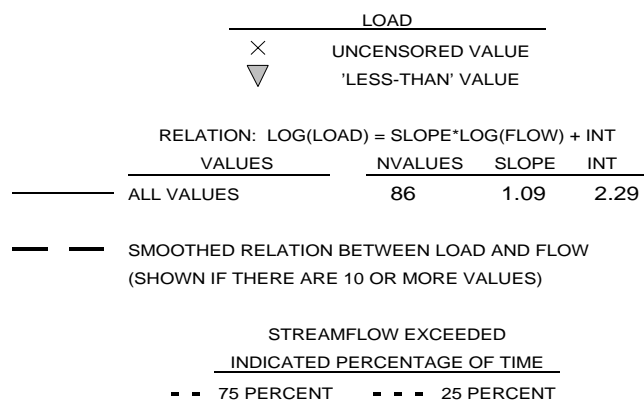 LOAD
UNCENSORED VALUE
'LESS-THAN' VALUE
RELATION: LOG(LOAD) = SLOPE*LOG(FLOW) + INT
VALUES NVALUES SLOPE INT
ALL VALUES 86 1.09 2.29
SMOOTHED RELATION BETWEEN LOAD AND FLOW
(SHOWN IF THERE ARE 10 OR MORE VALUES)
STREAMFLOW EXCEEDED
INDICATED PERCENTAGE OF TIME
75 PERCENT 25 PERCENT